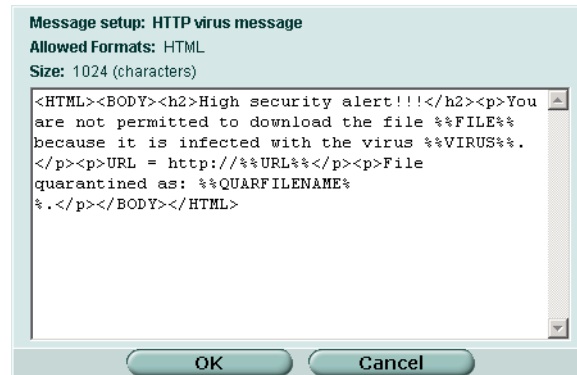 Message setup: HTTP virus message
Allowed Formats: HTML
Size: 1024 (characters)
<HTML><BODY><h2>High security alert!!!</h2><p>You
are not permitted to download the file %%FILE%%
because it is infected with the virus %%VIRUS%%.
</p><p>URL = http://%%URL%%</p><p>File
quarantined as: %%QUARFILENAME%
%.</p></BODY></HTML>
OK
Cancel